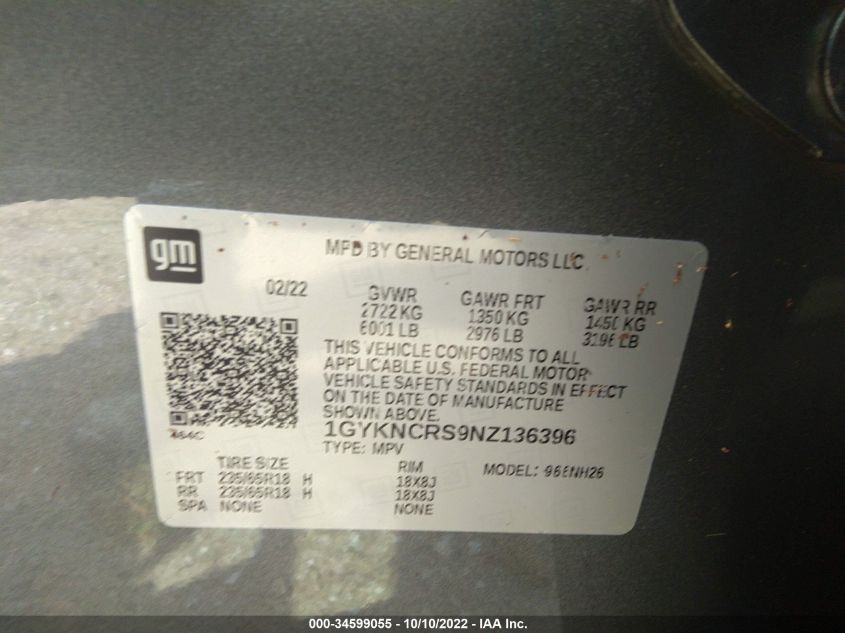 gm
MFD BY GENERAL MOTORS LLC
02/22
GVWR
2722 KG
6001 LB
GAWR FRT
1350 KG
2976 LB
GAWR RR
1450 KG
3196 LB
THIS VEHICLE CONFORMS TO ALL
APPLICABLE U.S. FEDERAL MOTOR
VEHICLE SAFETY STANDARDS IN EFFECT
ON THE DATE OF MANUFACTURE
SHOWN ABOVE.
1GYKNCRS9NZ136396
TYPE: MPV
TIRE SIZE
RIM
MODEL:
FRT 235/65R18 H 18X8J
RR 235/65R18 H 18X8J
SPA NONE NONE
000-34599055 - 10/10/2022 - IAA Inc.